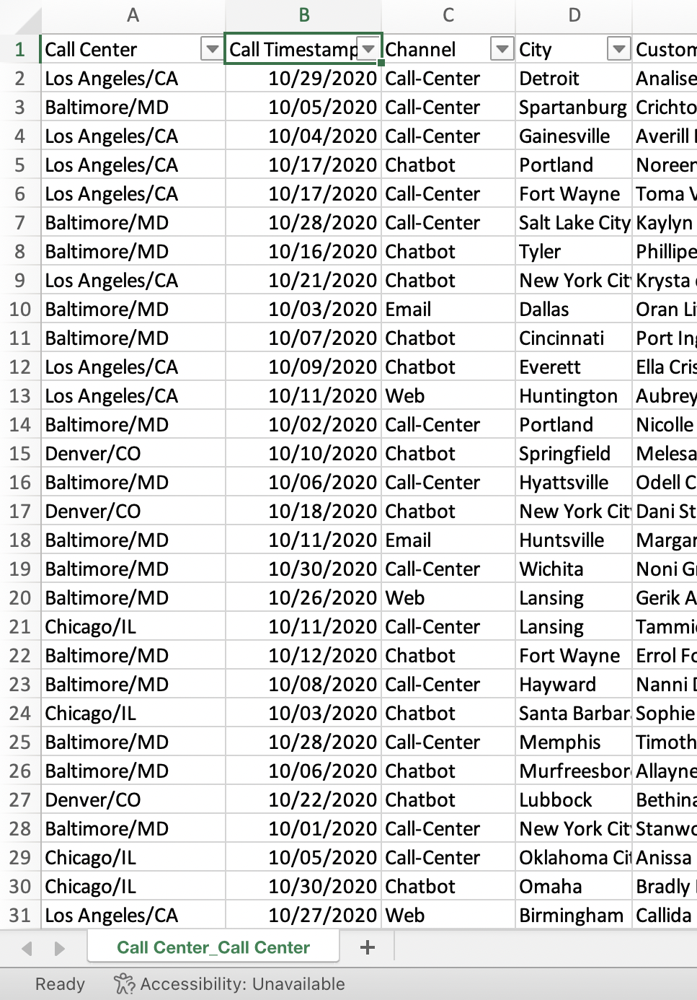 A B C D
1 Call Center Call Timestamp Channel City Custom
2 Los Angeles/CA 10/29/2020 Call-Center Detroit Analise
3 Baltimore/MD 10/05/2020 Call-Center Spartanburg Crichto
4 Los Angeles/CA 10/04/2020 Call-Center Gainesville Averill
5 Los Angeles/CA 10/17/2020 Chatbot Portland Noreen
6 Los Angeles/CA 10/17/2020 Call-Center Fort Wayne Toma V
7 Baltimore/MD 10/28/2020 Call-Center Salt Lake City Kaylyn
8 Baltimore/MD 10/16/2020 Chatbot Tyler Phillipe
9 Los Angeles/CA 10/21/2020 Chatbot New York Cit Krysta
10 Baltimore/MD 10/03/2020 Email Dallas Oran Li
11 Baltimore/MD 10/07/2020 Chatbot Cincinnati Port Ing
12 Los Angeles/CA 10/09/2020 Chatbot Everett Ella Cris
13 Los Angeles/CA 10/11/2020 Web Huntington Aubrey
14 Baltimore/MD 10/02/2020 Call-Center Portland Nicolle
15 Denver/CO 10/10/2020 Chatbot Springfield Melesa
16 Baltimore/MD 10/06/2020 Call-Center Hyattsville Odell C
17 Denver/CO 10/18/2020 Chatbot New York Cit Dani St
18 Baltimore/MD 10/11/2020 Email Huntsville Margar
19 Baltimore/MD 10/30/2020 Call-Center Wichita Noni Gr
20 Baltimore/MD 10/26/2020 Web Lansing Gerik A
21 Chicago/IL 10/11/2020 Call-Center Lansing Tammie
22 Baltimore/MD 10/12/2020 Chatbot Fort Wayne Errol Fo
23 Baltimore/MD 10/08/2020 Call-Center Hayward Nanni
24 Chicago/IL 10/03/2020 Chatbot Santa Barbar Sophie
25 Baltimore/MD 10/28/2020 Call-Center Memphis Timoth
26 Baltimore/MD 10/06/2020 Chatbot Murfreesbor Allayne
27 Denver/CO 10/22/2020 Chatbot Lubbock Bethina
28 Baltimore/MD 10/01/2020 Call-Center New York Cit Stanwo
29 Chicago/IL 10/05/2020 Call-Center Oklahoma Cit Anissa
30 Chicago/IL 10/30/2020 Chatbot Omaha Bradly
31 Los Angeles/CA 10/27/2020 Web Birmingham Callida
Call Center_Call Center +
Ready Accessibility: Unavailable